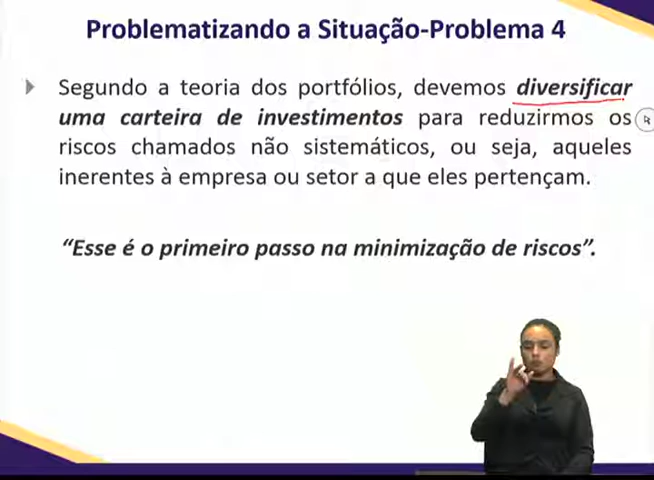 Problematizando a Situação-Problema 4
Segundo a teoria dos portfólios, devemos diversificar
uma carteira de investimentos para reduzirmos os
riscos chamados não sistemáticos, ou seja, aqueles
inerentes à empresa ou setor a que eles pertençam.
“Esse é o primeiro passo na minimização de riscos”.